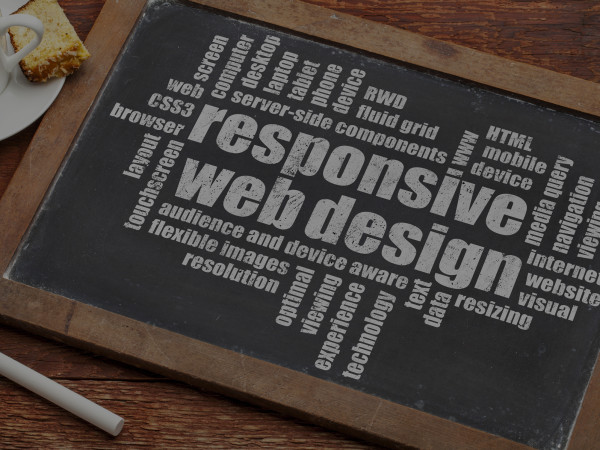 screen
computer
desktop
laptop
tablet
phone
device
RWD
web
CSS3
browser
server-side components
fluid grid
HTML
mobile
device
www
layout
touchscreen
responsive
web design
media query
navigation
viewing
audience and device aware
flexible images
resolution
optimal
viewing
experience
technology
text
data
resizing
internet
website
visual